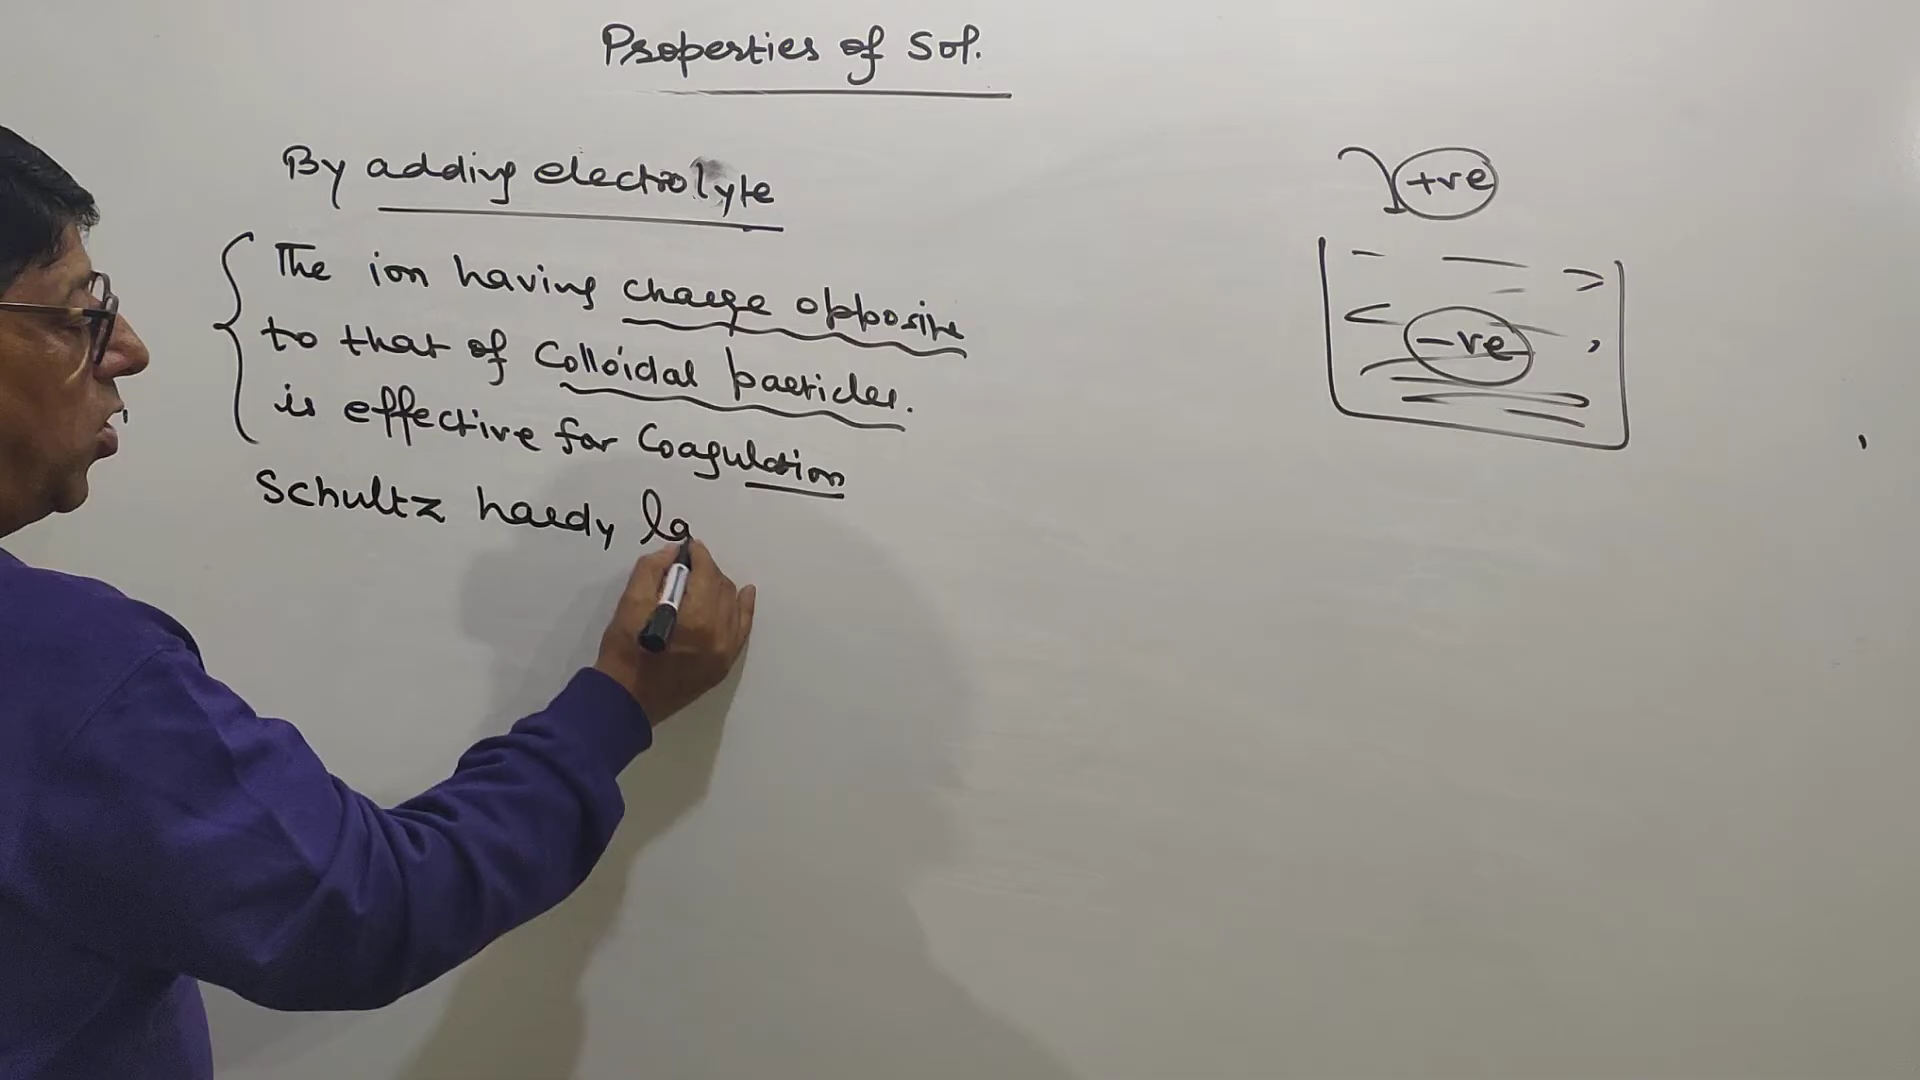 Properties of Sol.
By adding electrolyte
The ion having charge opposite
to that of Colloidal particles.
is effective for Coagulation
Schultz hardy la
+ve
-ve